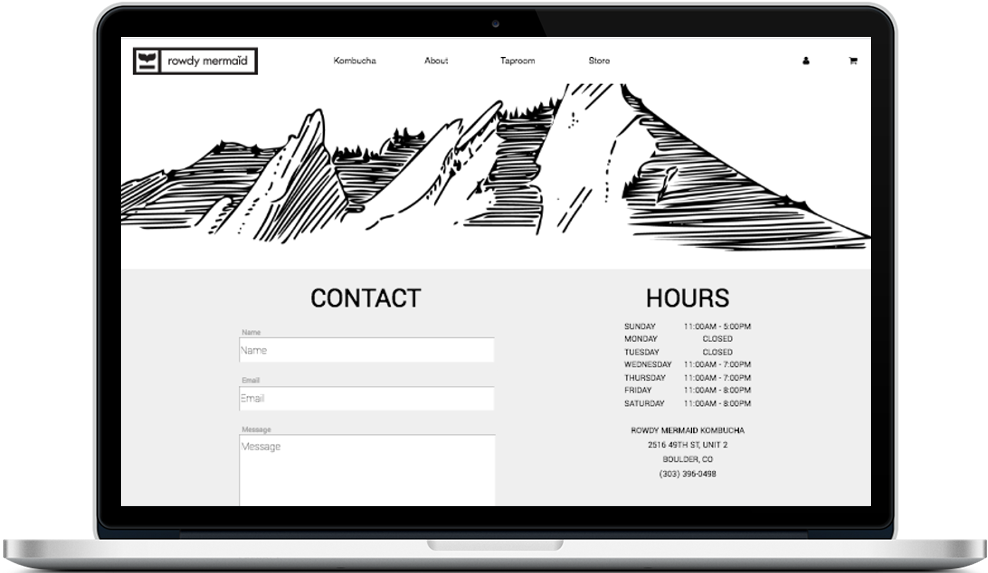 rowdy mermaid
Kombucha About Taproom Store
CONTACT
Name
Name
Email
Email
Message
Message
HOURS
SUNDAY 11:00AM - 5:00PM
MONDAY CLOSED
TUESDAY CLOSED
WEDNESDAY 11:00AM - 7:00PM
THURSDAY 11:00AM - 7:00PM
FRIDAY 11:00AM - 8:00PM
SATURDAY 11:00AM - 8:00PM
ROWDY MERMAID KOMBUCHA
2516 49TH ST, UNIT 2
BOULDER, CO
(303) 396-0498